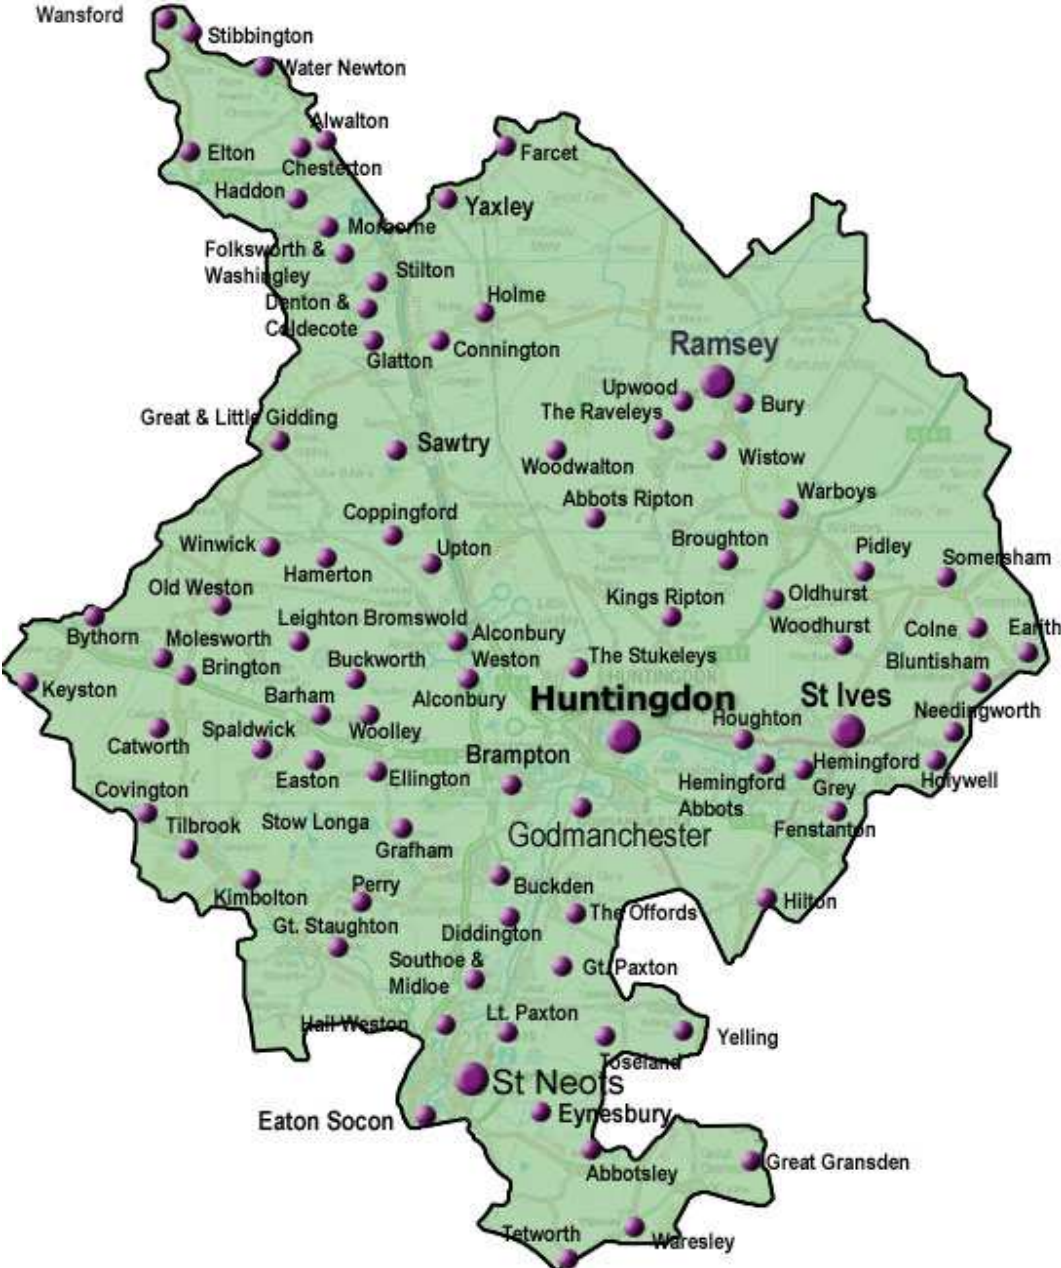 Wansford
Stibbington
Water Newton
Alwalton
Elton
Chesterton
Farcet
Haddon
Yaxley
Morborne
Folksworth &
Washingley
Stilton
Denton &
Caldecote
Holme
Glatton
Connington
Ramsey
Upwood
Bury
The Raveleys
Great & Little Gidding
Sawtry
Woodwalton
Wistow
Abbots Ripton
Warboys
Coppingford
Broughton
Winwick
Upton
Pidley
Somersham
Hamerton
Old Weston
Kings Ripton
Oldhurst
Leighton Bromswold
Woodhurst
Colne
Earith
Bythorn
Molesworth
Alconbury
Weston
Brington
Buckworth
The Stukeleys
Bluntisham
Keyston
Barham
Alconbury
Huntingdon
St Ives
Needingworth
Houghton
Spaldwick
Woolley
Catworth
Brampton
Easton
Ellington
Hemingford
Abbots
Hemingford
Grey
Holywell
Covington
Tilbrook
Stow Longa
Grafham
Godmanchester
Fenstanton
Kimbolton
Perry
Buckden
The Offords
Hilton
Gt. Staughton
Diddington
Southoe &
Midloe
Gt. Paxton
Hail Weston
Lt. Paxton
Yelling
Toseland
St Neots
Eaton Socon
Eynesbury
Abbotsley
Great Gransden
Tetworth
Waresley